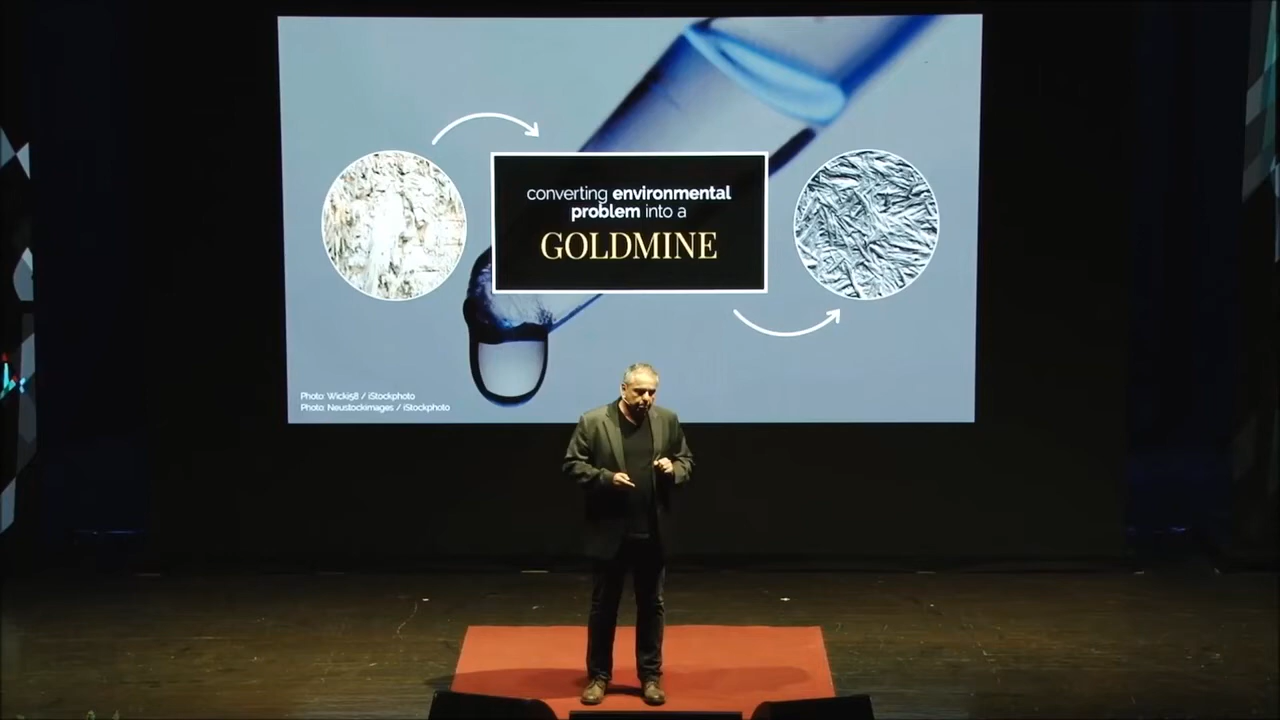 converting environmental
problem into a
GOLDMINE
Photo: Wicki58 / iStockphoto
Photo: Neustockimages / iStockphoto